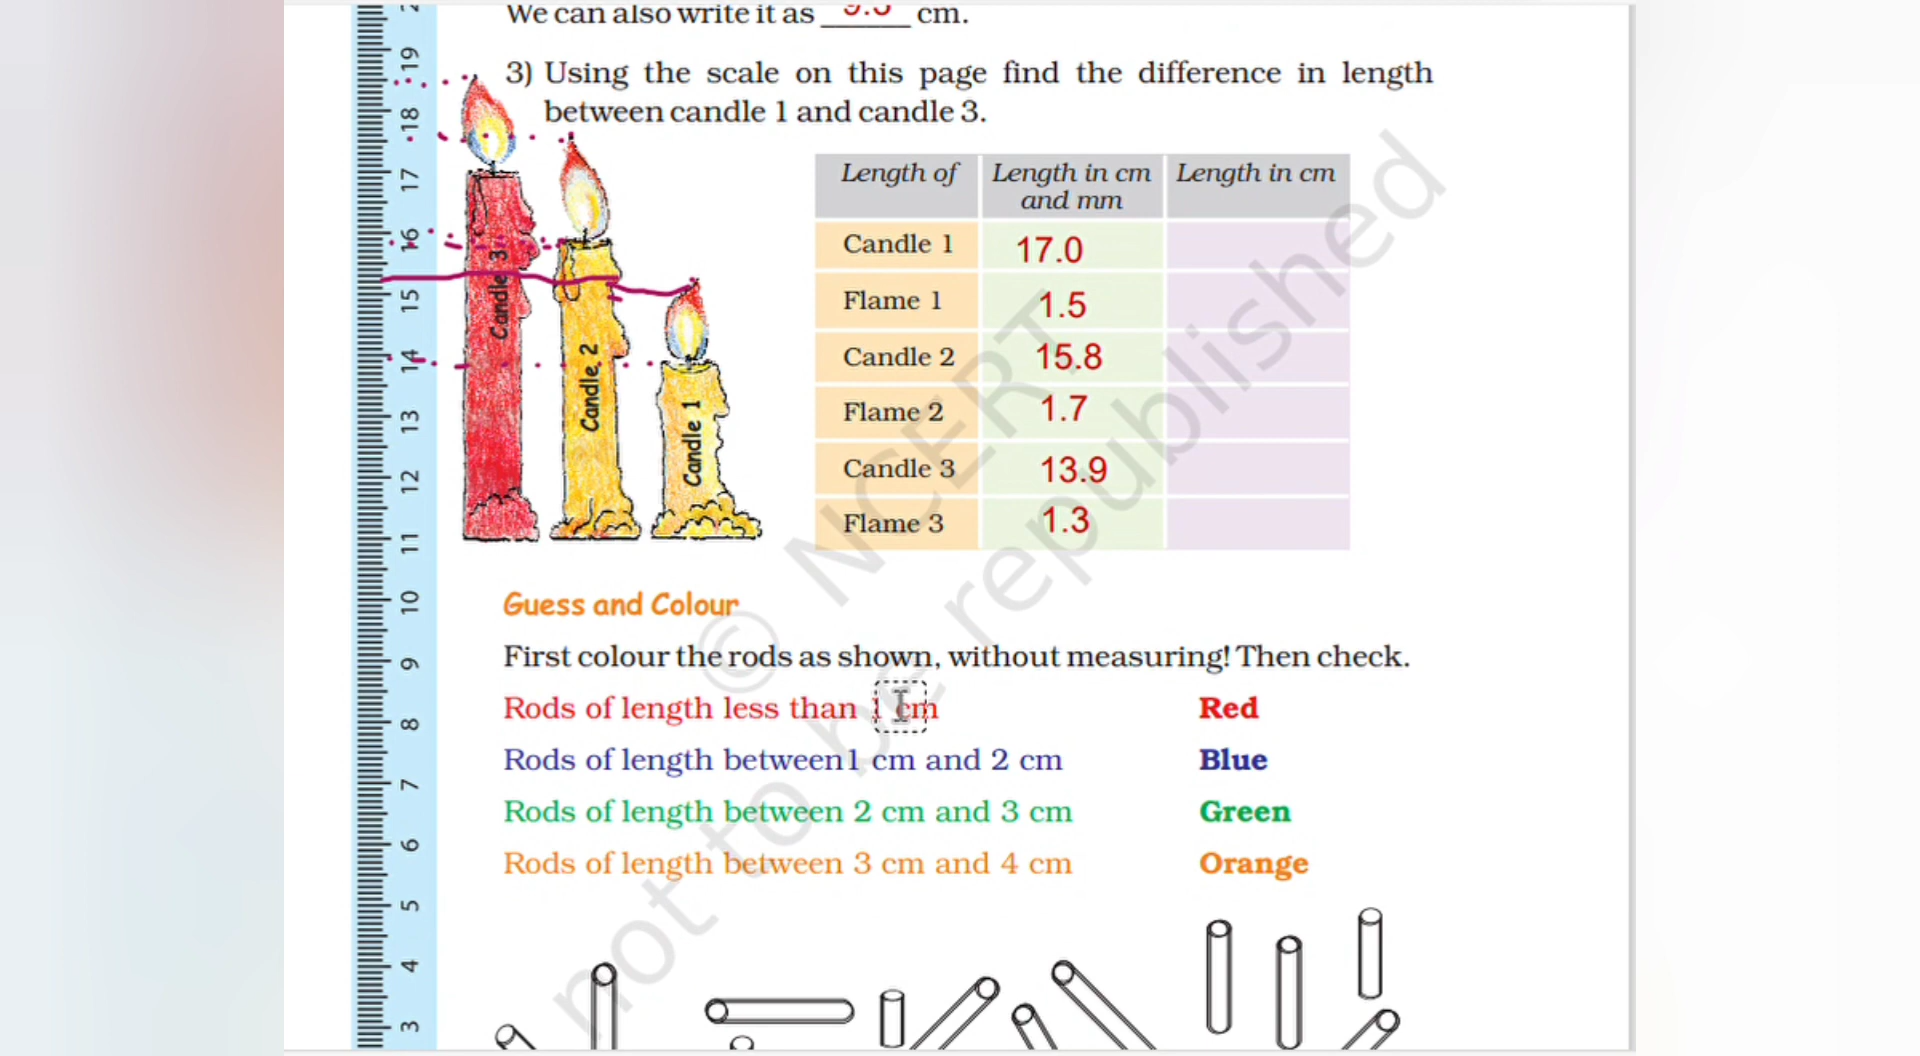 We can also write it as 9.5 cm.
3) Using the scale on this page find the difference in length
between candle 1 and candle 3.
Length of Length in cm and mm Length in cm
Candle 1 17.0
Flame 1 1.5
Candle 2 15.8
Flame 2 1.7
Candle 3 13.9
Flame 3 1.3
Candle 3
Candle 2
Candle 1
19
18
17
16
15
14
13
12
11
10
9
8
7
6
5
4
3
Guess and Colour
First colour the rods as shown, without measuring! Then check.
Rods of length less than 1 cm Red
Rods of length between1 cm and 2 cm Blue
Rods of length between 2 cm and 3 cm Green
Rods of length between 3 cm and 4 cm Orange
© NCERT
not to be republished